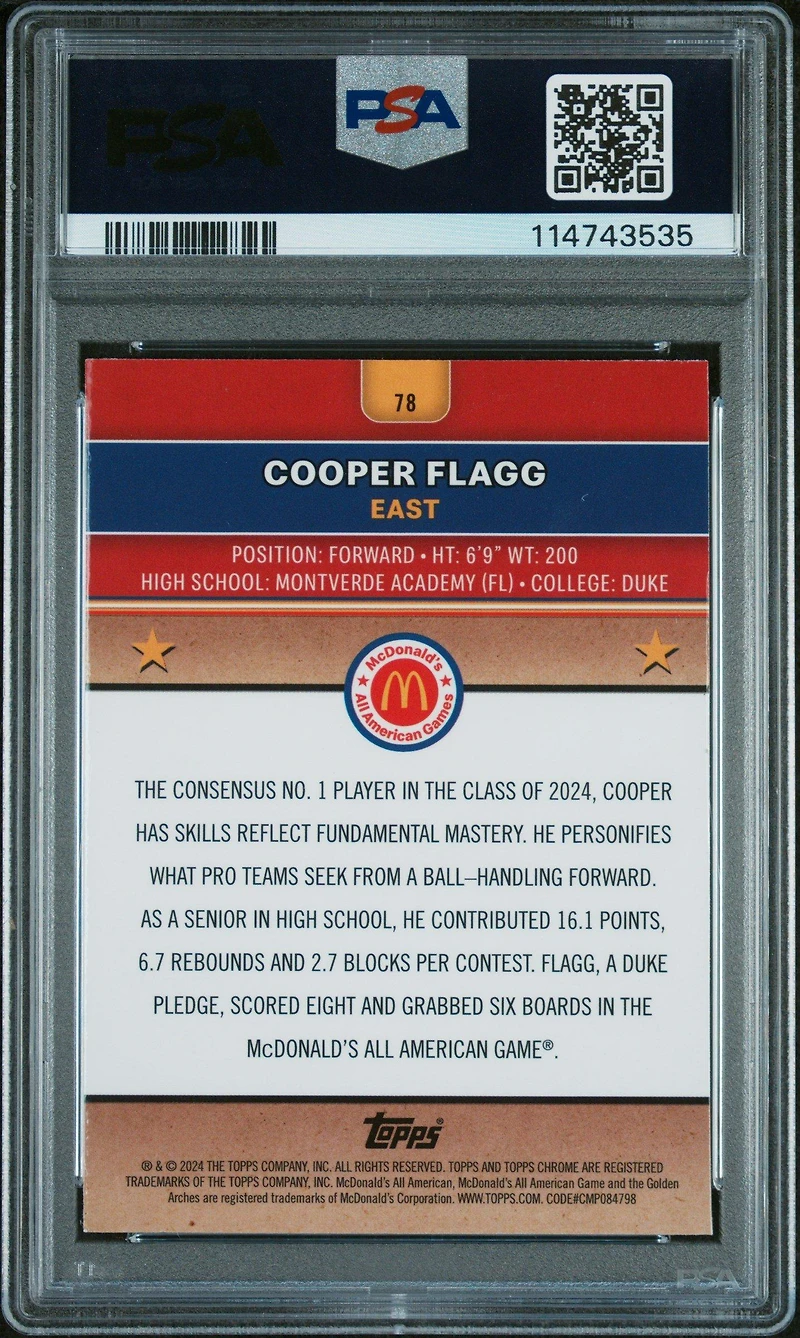 PSA
PSA
114743535
78
COOPER FLAGG
EAST
POSITION: FORWARD • HT: 6'9" WT: 200
HIGH SCHOOL: MONTVERDE ACADEMY (FL) • COLLEGE: DUKE
McDonald's
All American Games
THE CONSENSUS NO. 1 PLAYER IN THE CLASS OF 2024, COOPER
HAS SKILLS REFLECT FUNDAMENTAL MASTERY. HE PERSONIFIES
WHAT PRO TEAMS SEEK FROM A BALL–HANDLING FORWARD.
AS A SENIOR IN HIGH SCHOOL, HE CONTRIBUTED 16.1 POINTS,
6.7 REBOUNDS AND 2.7 BLOCKS PER CONTEST. FLAGG, A DUKE
PLEDGE, SCORED EIGHT AND GRABBED SIX BOARDS IN THE
McDONALD'S ALL AMERICAN GAME®.
Topps®
® & © 2024 THE TOPPS COMPANY, INC. ALL RIGHTS RESERVED. TOPPS AND TOPPS CHROME ARE REGISTERED
TRADEMARKS OF THE TOPPS COMPANY, INC. McDonald's All American, McDonald's All American Game and the Golden
Arches are registered trademarks of McDonald's Corporation. WWW.TOPPS.COM. CODE#CMP084798
PSA